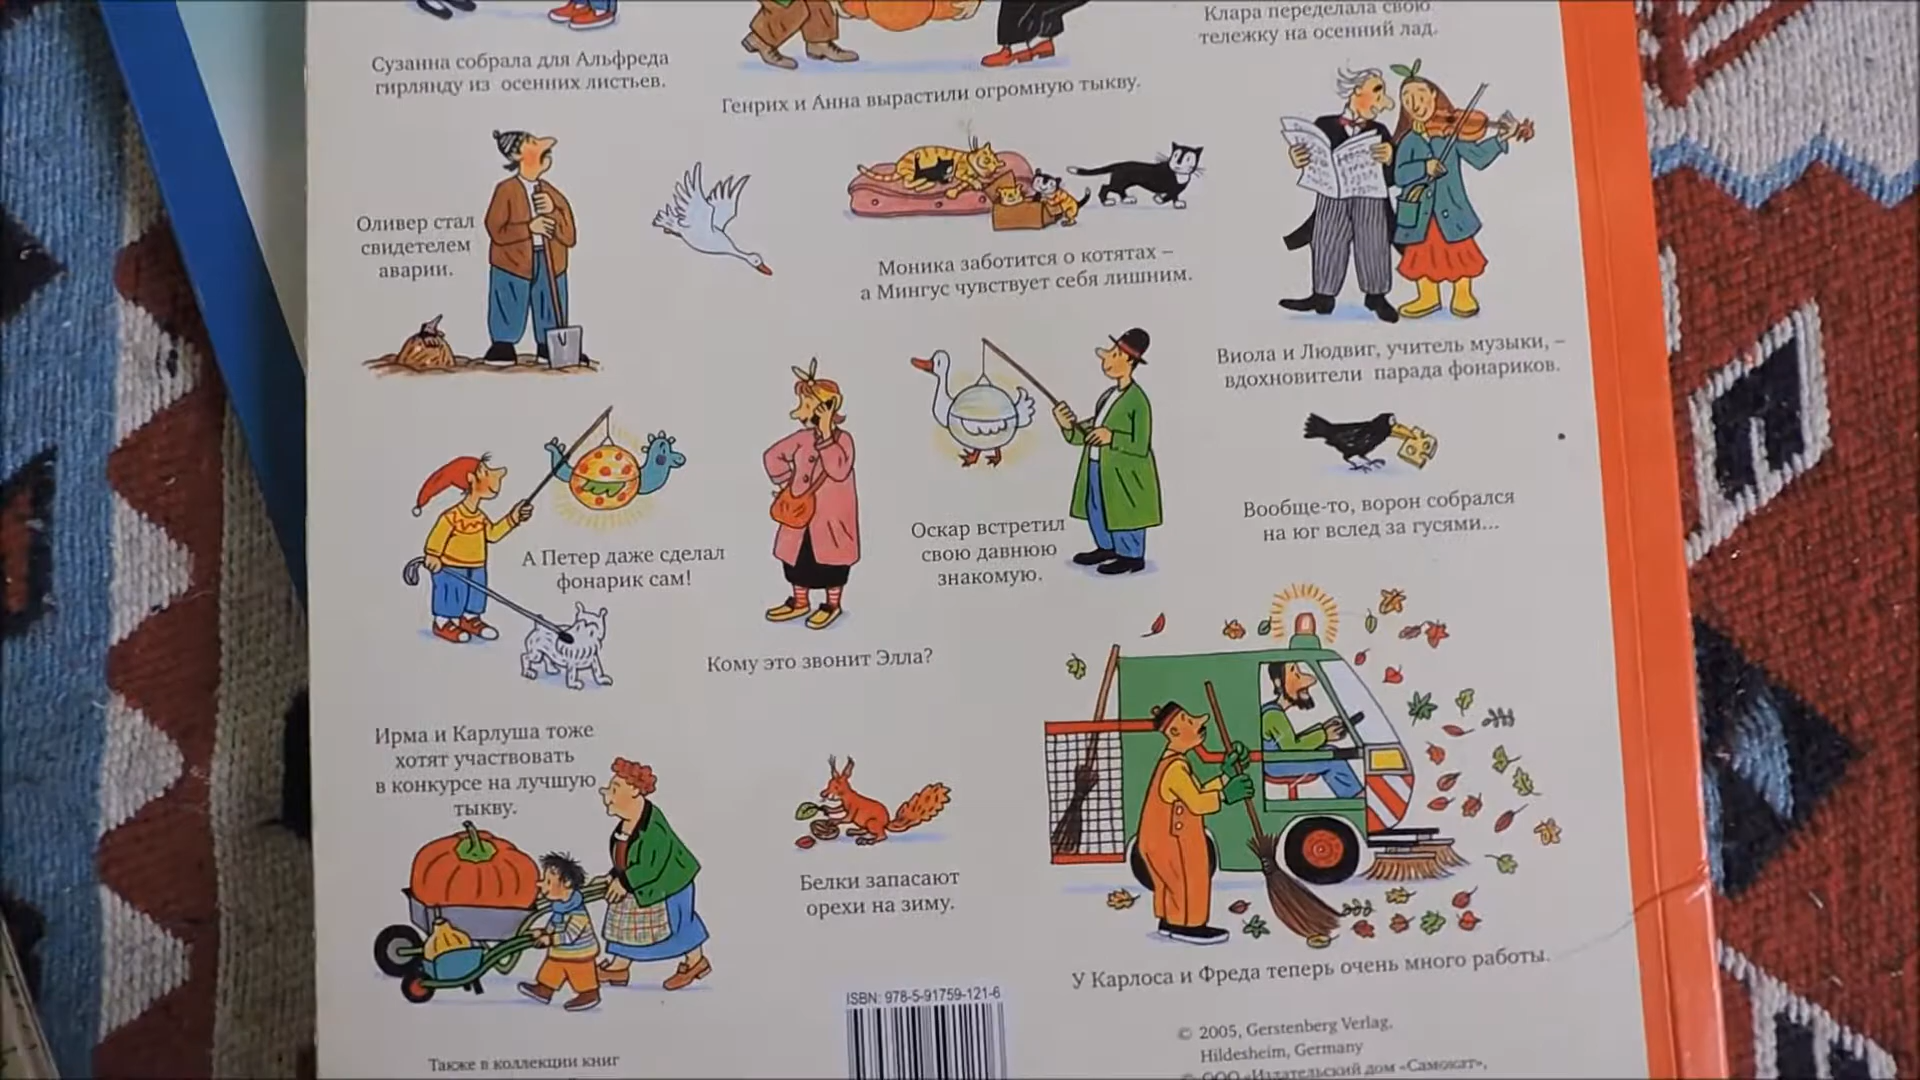 Клара переделала свою
тележку на осенний лад.
Сузанна собрала для Альфреда
гирлянду из осенних листьев.
Генрих и Анна вырастили огромную тыкву.
Оливер стал
свидетелем
аварии.
Моника заботится о котятах –
а Мингус чувствует себя лишним.
Виола и Людвиг, учитель музыки, –
вдохновители парада фонариков.
А Петер даже сделал
фонарик сам!
Оскар встретил
свою давнюю
знакомую.
Вообще-то, ворон собрался
на юг вслед за гусями...
Кому это звонит Элла?
Ирма и Карлуша тоже
хотят участвовать
в конкурсе на лучшую
тыкву.
Белки запасают
орехи на зиму.
У Карлоса и Фреда теперь очень много работы.
ISBN: 978-5-91759-121-6
© 2005, Gerstenberg Verlag,
Hildesheim, Germany
© ООО «Издательский дом «Самокат»,
Также в коллекции книг